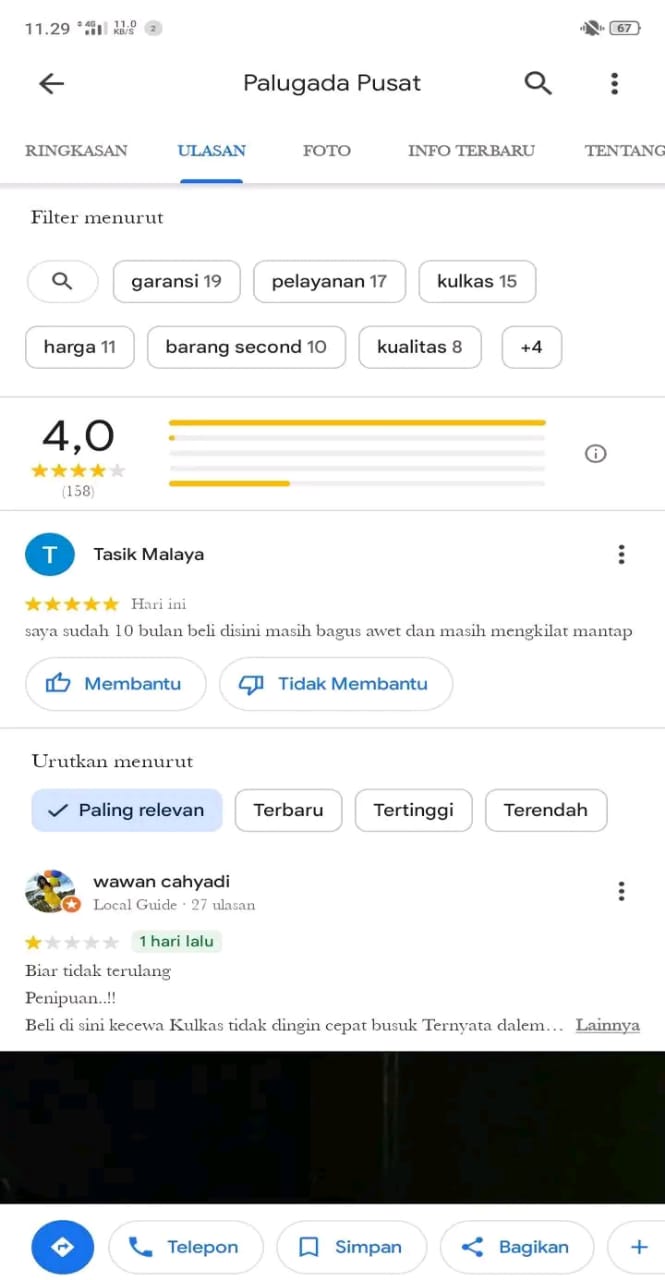 11.29 4G 11.0 KB/S 2 67
Palugada Pusat
RINGKASAN ULASAN FOTO INFO TERBARU TENTANG
Filter menurut
garansi 19 pelayanan 17 kulkas 15
harga 11 barang second 10 kualitas 8 +4
4,0
(158)
T Tasik Malaya
Hari ini
saya sudah 10 bulan beli disini masih bagus awet dan masih mengkilat mantap
Membantu Tidak Membantu
Urutkan menurut
Paling relevan Terbaru Tertinggi Terendah
wawan cahyadi
Local Guide · 27 ulasan
1 hari lalu
Biar tidak terulang
Penipuan..!!
Beli di sini kecewa Kulkas tidak dingin cepat busuk Ternyata dalem... Lainnya
Telepon Simpan Bagikan +